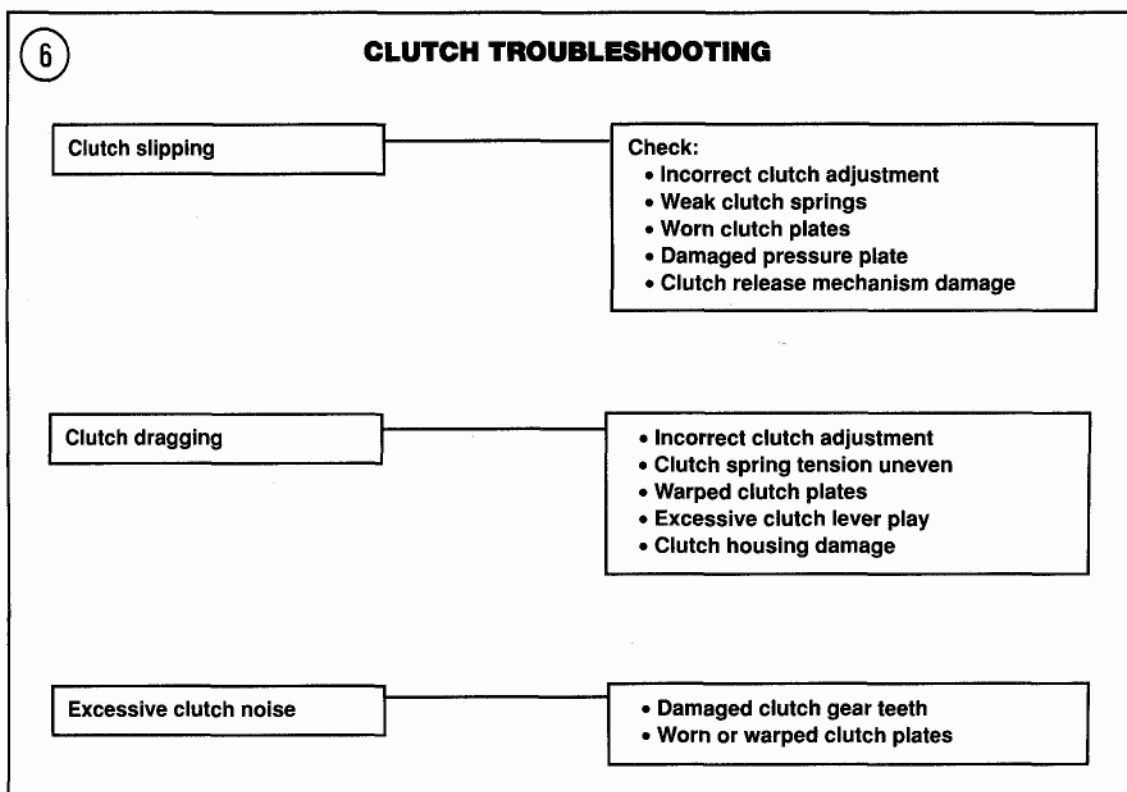 6
CLUTCH TROUBLESHOOTING
Clutch slipping
Check:
• Incorrect clutch adjustment
• Weak clutch springs
• Worn clutch plates
• Damaged pressure plate
• Clutch release mechanism damage
Clutch dragging
• Incorrect clutch adjustment
• Clutch spring tension uneven
• Warped clutch plates
• Excessive clutch lever play
• Clutch housing damage
Excessive clutch noise
• Damaged clutch gear teeth
• Worn or warped clutch plates